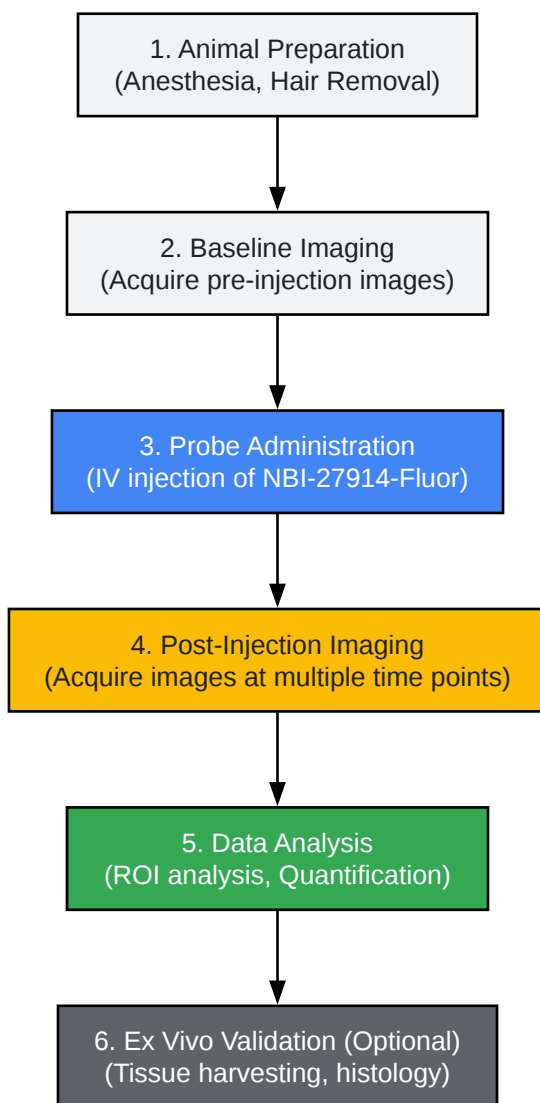 1. Animal Preparation
(Anesthesia, Hair Removal)
2. Baseline Imaging
(Acquire pre-injection images)
3. Probe Administration
(IV injection of NBI-27914-Fluor)
4. Post-Injection Imaging
(Acquire images at multiple time points)
5. Data Analysis
(ROI analysis, Quantification)
6. Ex Vivo Validation (Optional)
(Tissue harvesting, histology)